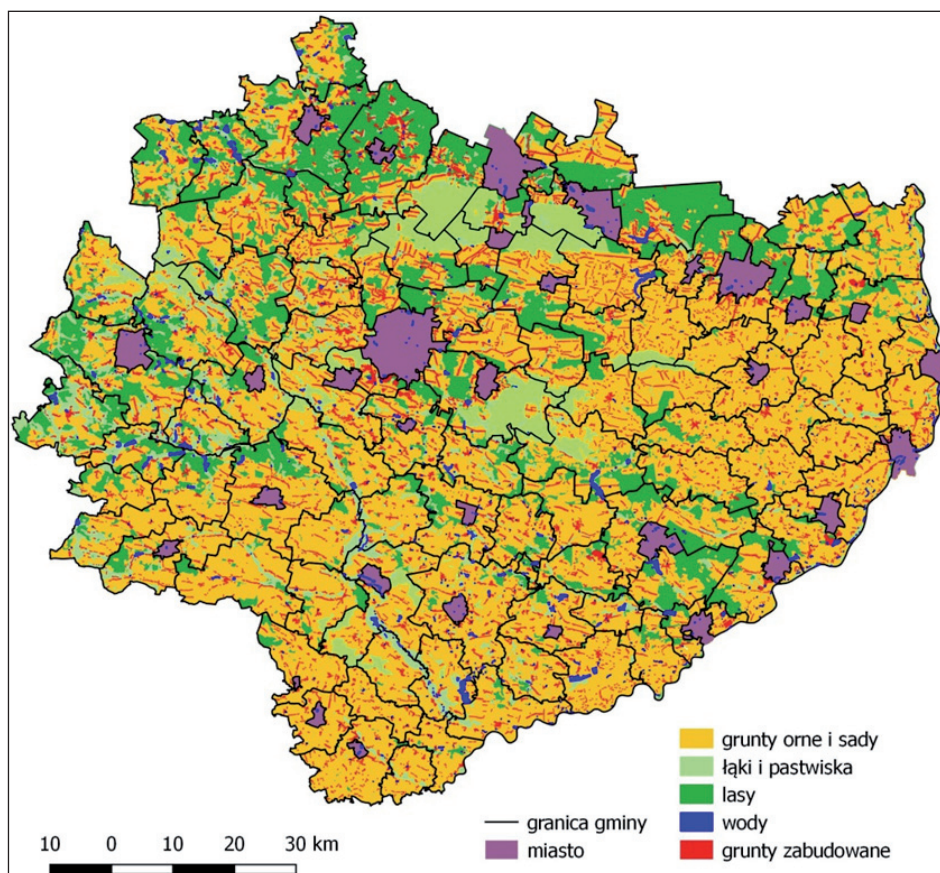 grunty orne i sady
łąki i pastwiska
lasy
granica gminy
wody
miasto
grunty zabudowane
10 0 10 20 30 km